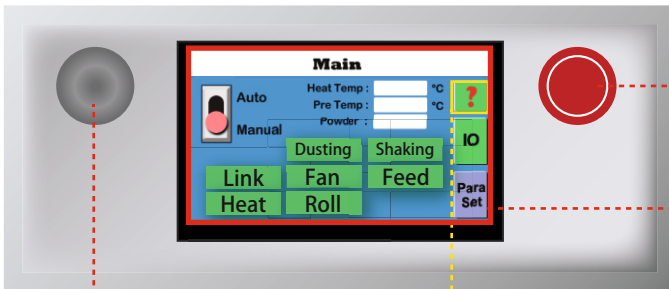 Main
Auto
Manual
Heat Temp : °C
Pre Temp : °C
Powder :
?
IO
Para
Set
Dusting Shaking
Link Fan Feed
Heat Roll